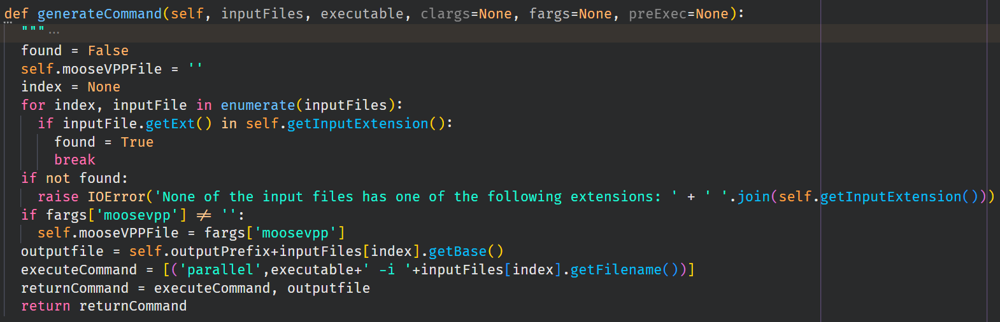 def generateCommand(self, inputFiles, executable, clargs=None, fargs=None, preExec=None):
  """...
  found = False
  self.mooseVPPFile = ''
  index = None
  for index, inputFile in enumerate(inputFiles):
    if inputFile.getExt() in self.getInputExtension():
      found = True
      break
  if not found:
    raise IOError('None of the input files has one of the following extensions: ' + ' '.join(self.getInputExtension()))
  if fargs['moosevpp'] != '':
    self.mooseVPPFile = fargs['moosevpp']
  outputfile = self.outputPrefix+inputFiles[index].getBase()
  executeCommand = [('parallel',executable+' -i '+inputFiles[index].getFilename())]
  returnCommand = executeCommand, outputfile
  return returnCommand